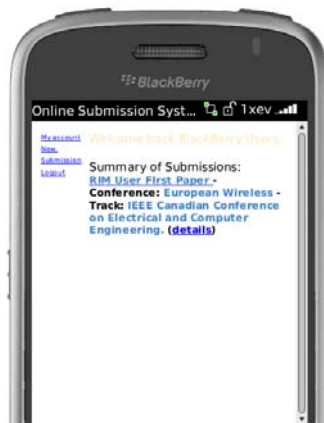 BlackBerry
Online Submission Syst... 1xev
My account
New
Submission
Logout
Welcome back BlackBerry Users,
Summary of Submissions:
RIM User First Paper -
Conference: European Wireless -
Track: IEEE Canadian Conference
on Electrical and Computer
Engineering. (details)